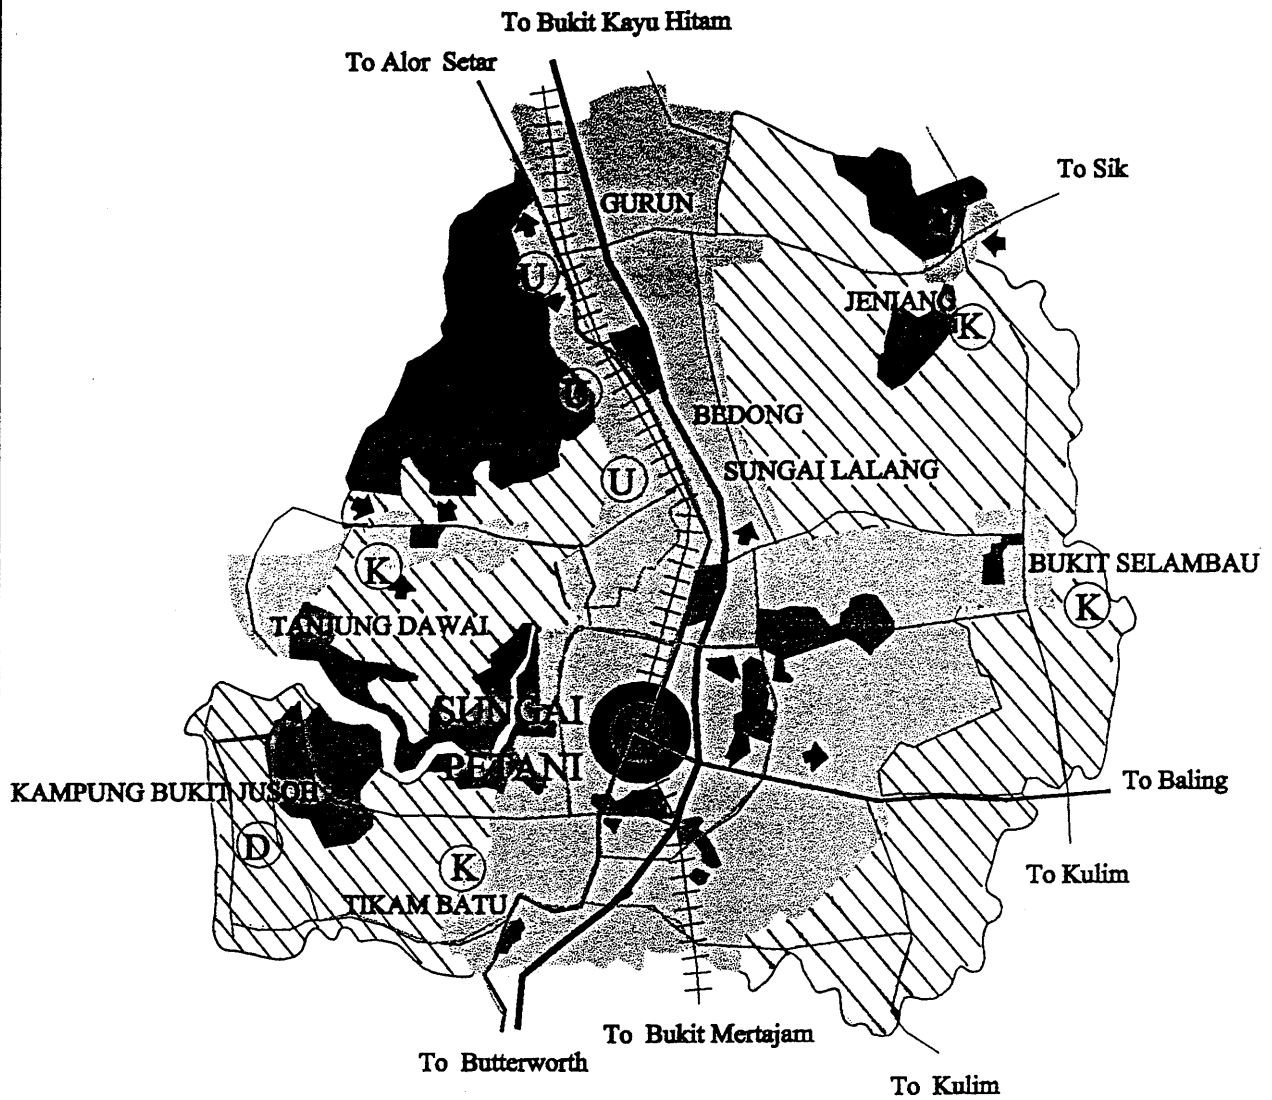 To Bukit Kayu Hitam
To Alor Setar
To Sik
GURUN
U
JENIANG
K
U
BEDONG
SUNGAI LALANG
U
BUKIT SELAMBAU
K
K
TANJUNG DAWAI
SUNGAI
PETANI
To Baling
KAMPUNG BUKIT JUSOH
D
K
To Kulim
TIKAM BATU
To Bukit Mertajam
To Butterworth
To Kulim